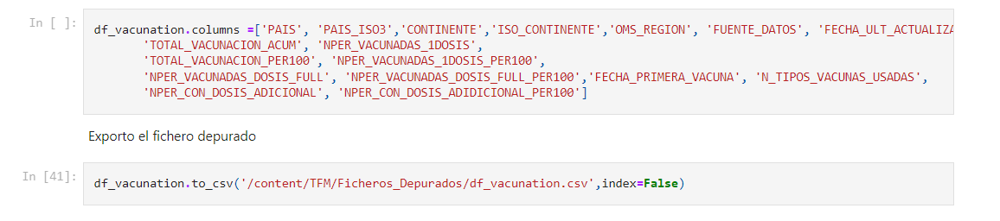 In [ ]:
df_vacunation.columns =['PAIS', 'PAIS_ISO3','CONTINENTE','ISO_CONTINENTE','OMS_REGION', 'FUENTE_DATOS', 'FECHA_ULT_ACTUALIZA
'TOTAL_VACUNACION_ACUM', 'NPER_VACUNADAS_1DOSIS',
'TOTAL_VACUNACION_PER100', 'NPER_VACUNADAS_1DOSIS_PER100',
'NPER_VACUNADAS_DOSIS_FULL', 'NPER_VACUNADAS_DOSIS_FULL_PER100','FECHA_PRIMERA_VACUNA', 'N_TIPOS_VACUNAS_USADAS',
'NPER_CON_DOSIS_ADICIONAL', 'NPER_CON_DOSIS_ADIDICIONAL_PER100']
Exporto el fichero depurado
In [41]:
df_vacunation.to_csv('/content/TFM/Ficheros_Depurados/df_vacunation.csv',index=False)